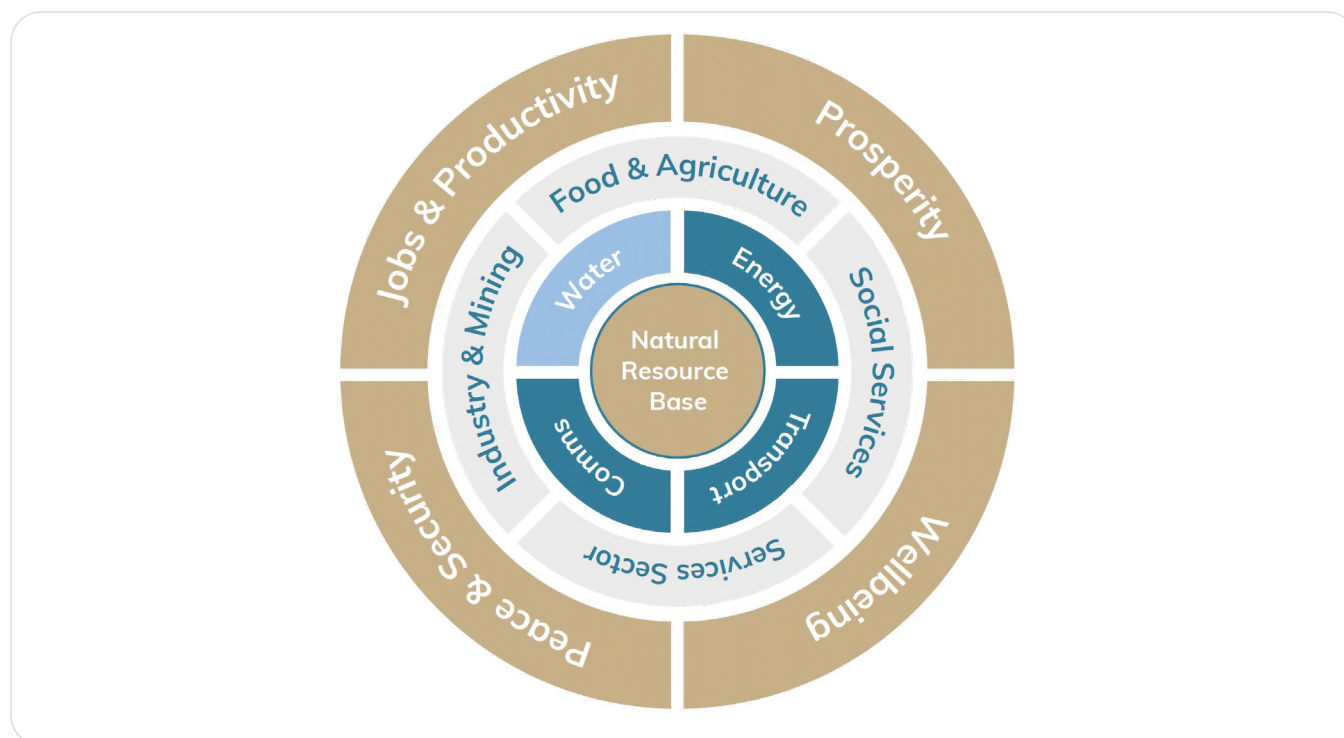 Jobs & Productivity
Prosperity
Food & Agriculture
Industry & Mining
Social Services
Water
Energy
Natural
Resource
Base
Comms
Transport
Services Sector
Peace & Security
Wellbeing